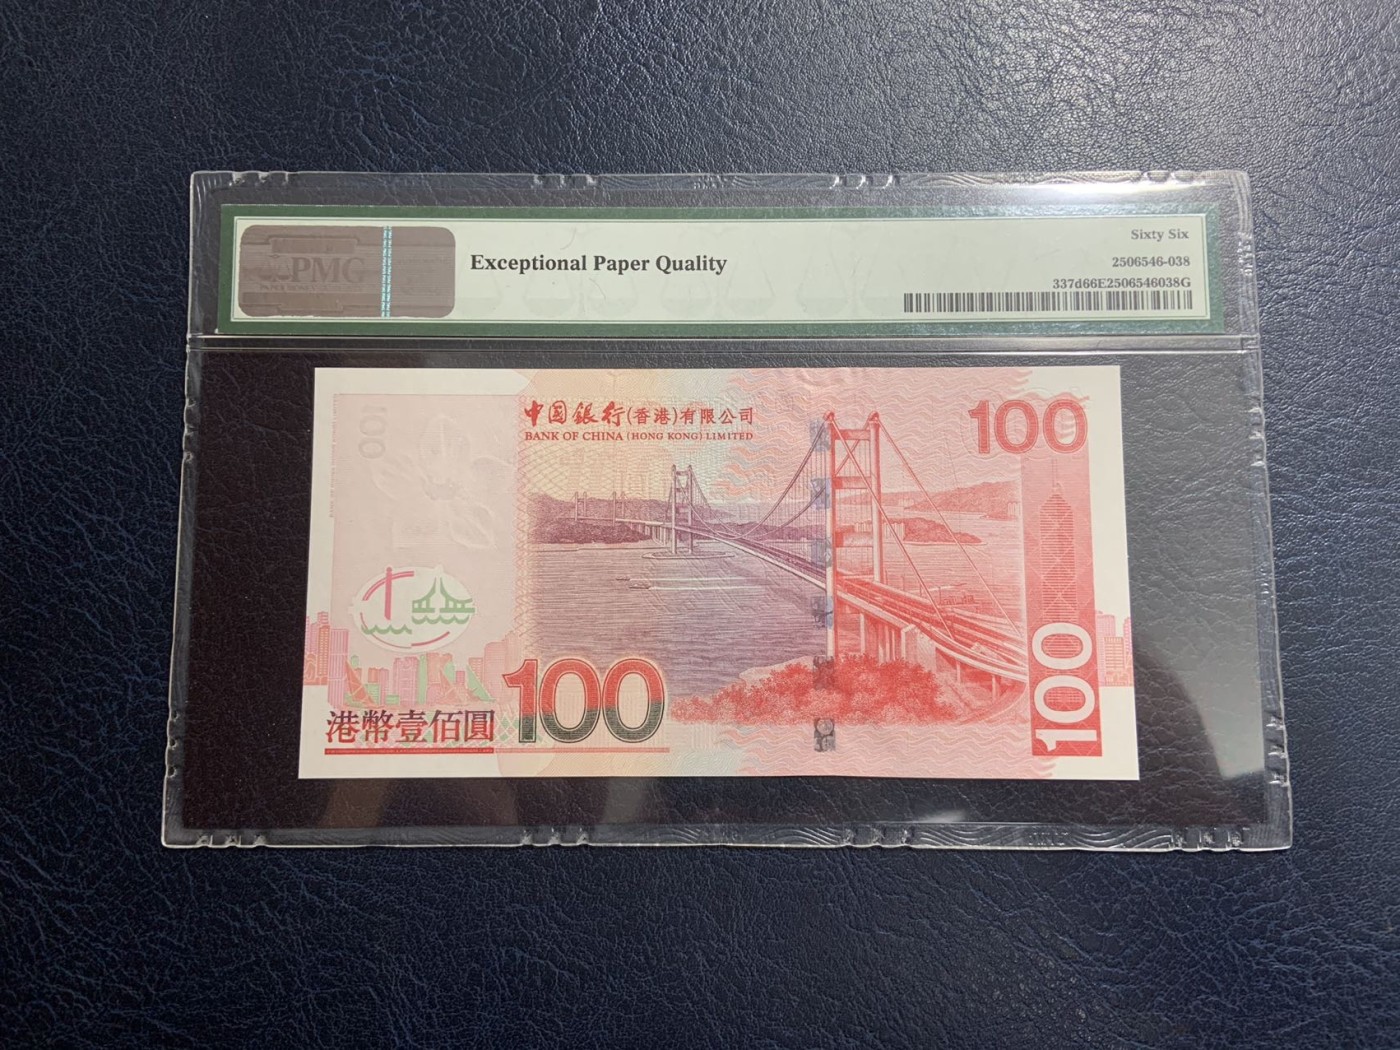 PMG
Exceptional Paper Quality
Sixty Six
2506546-038
337d66E2506546038G
中国銀行(香港)有限公司
BANK OF CHINA (HONG KONG) LIMITED
100
100
港幣壹佰圓
100
100